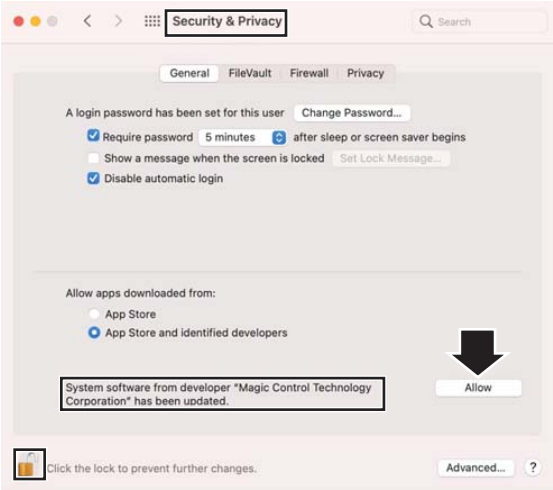 Security & Privacy
Search
General FileVault Firewall Privacy
A login password has been set for this user Change Password...
Require password 5 minutes after sleep or screen saver begins
Show a message when the screen is locked Set Lock Message...
Disable automatic login
Allow apps downloaded from:
App Store
App Store and identified developers
System software from developer "Magic Control Technology
Corporation" has been updated.
Allow
Click the lock to prevent further changes.
Advanced... ?